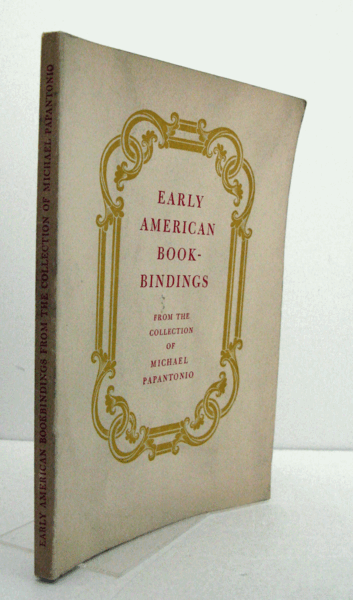 EARLY AMERICAN BOOKBINDINGS FROM THE COLLECTION OF MICHAEL PAPANTONIO
EARLY
AMERICAN
BOOK-
BINDINGS
FROM THE
COLLECTION
OF
MICHAEL
PAPANTONIO